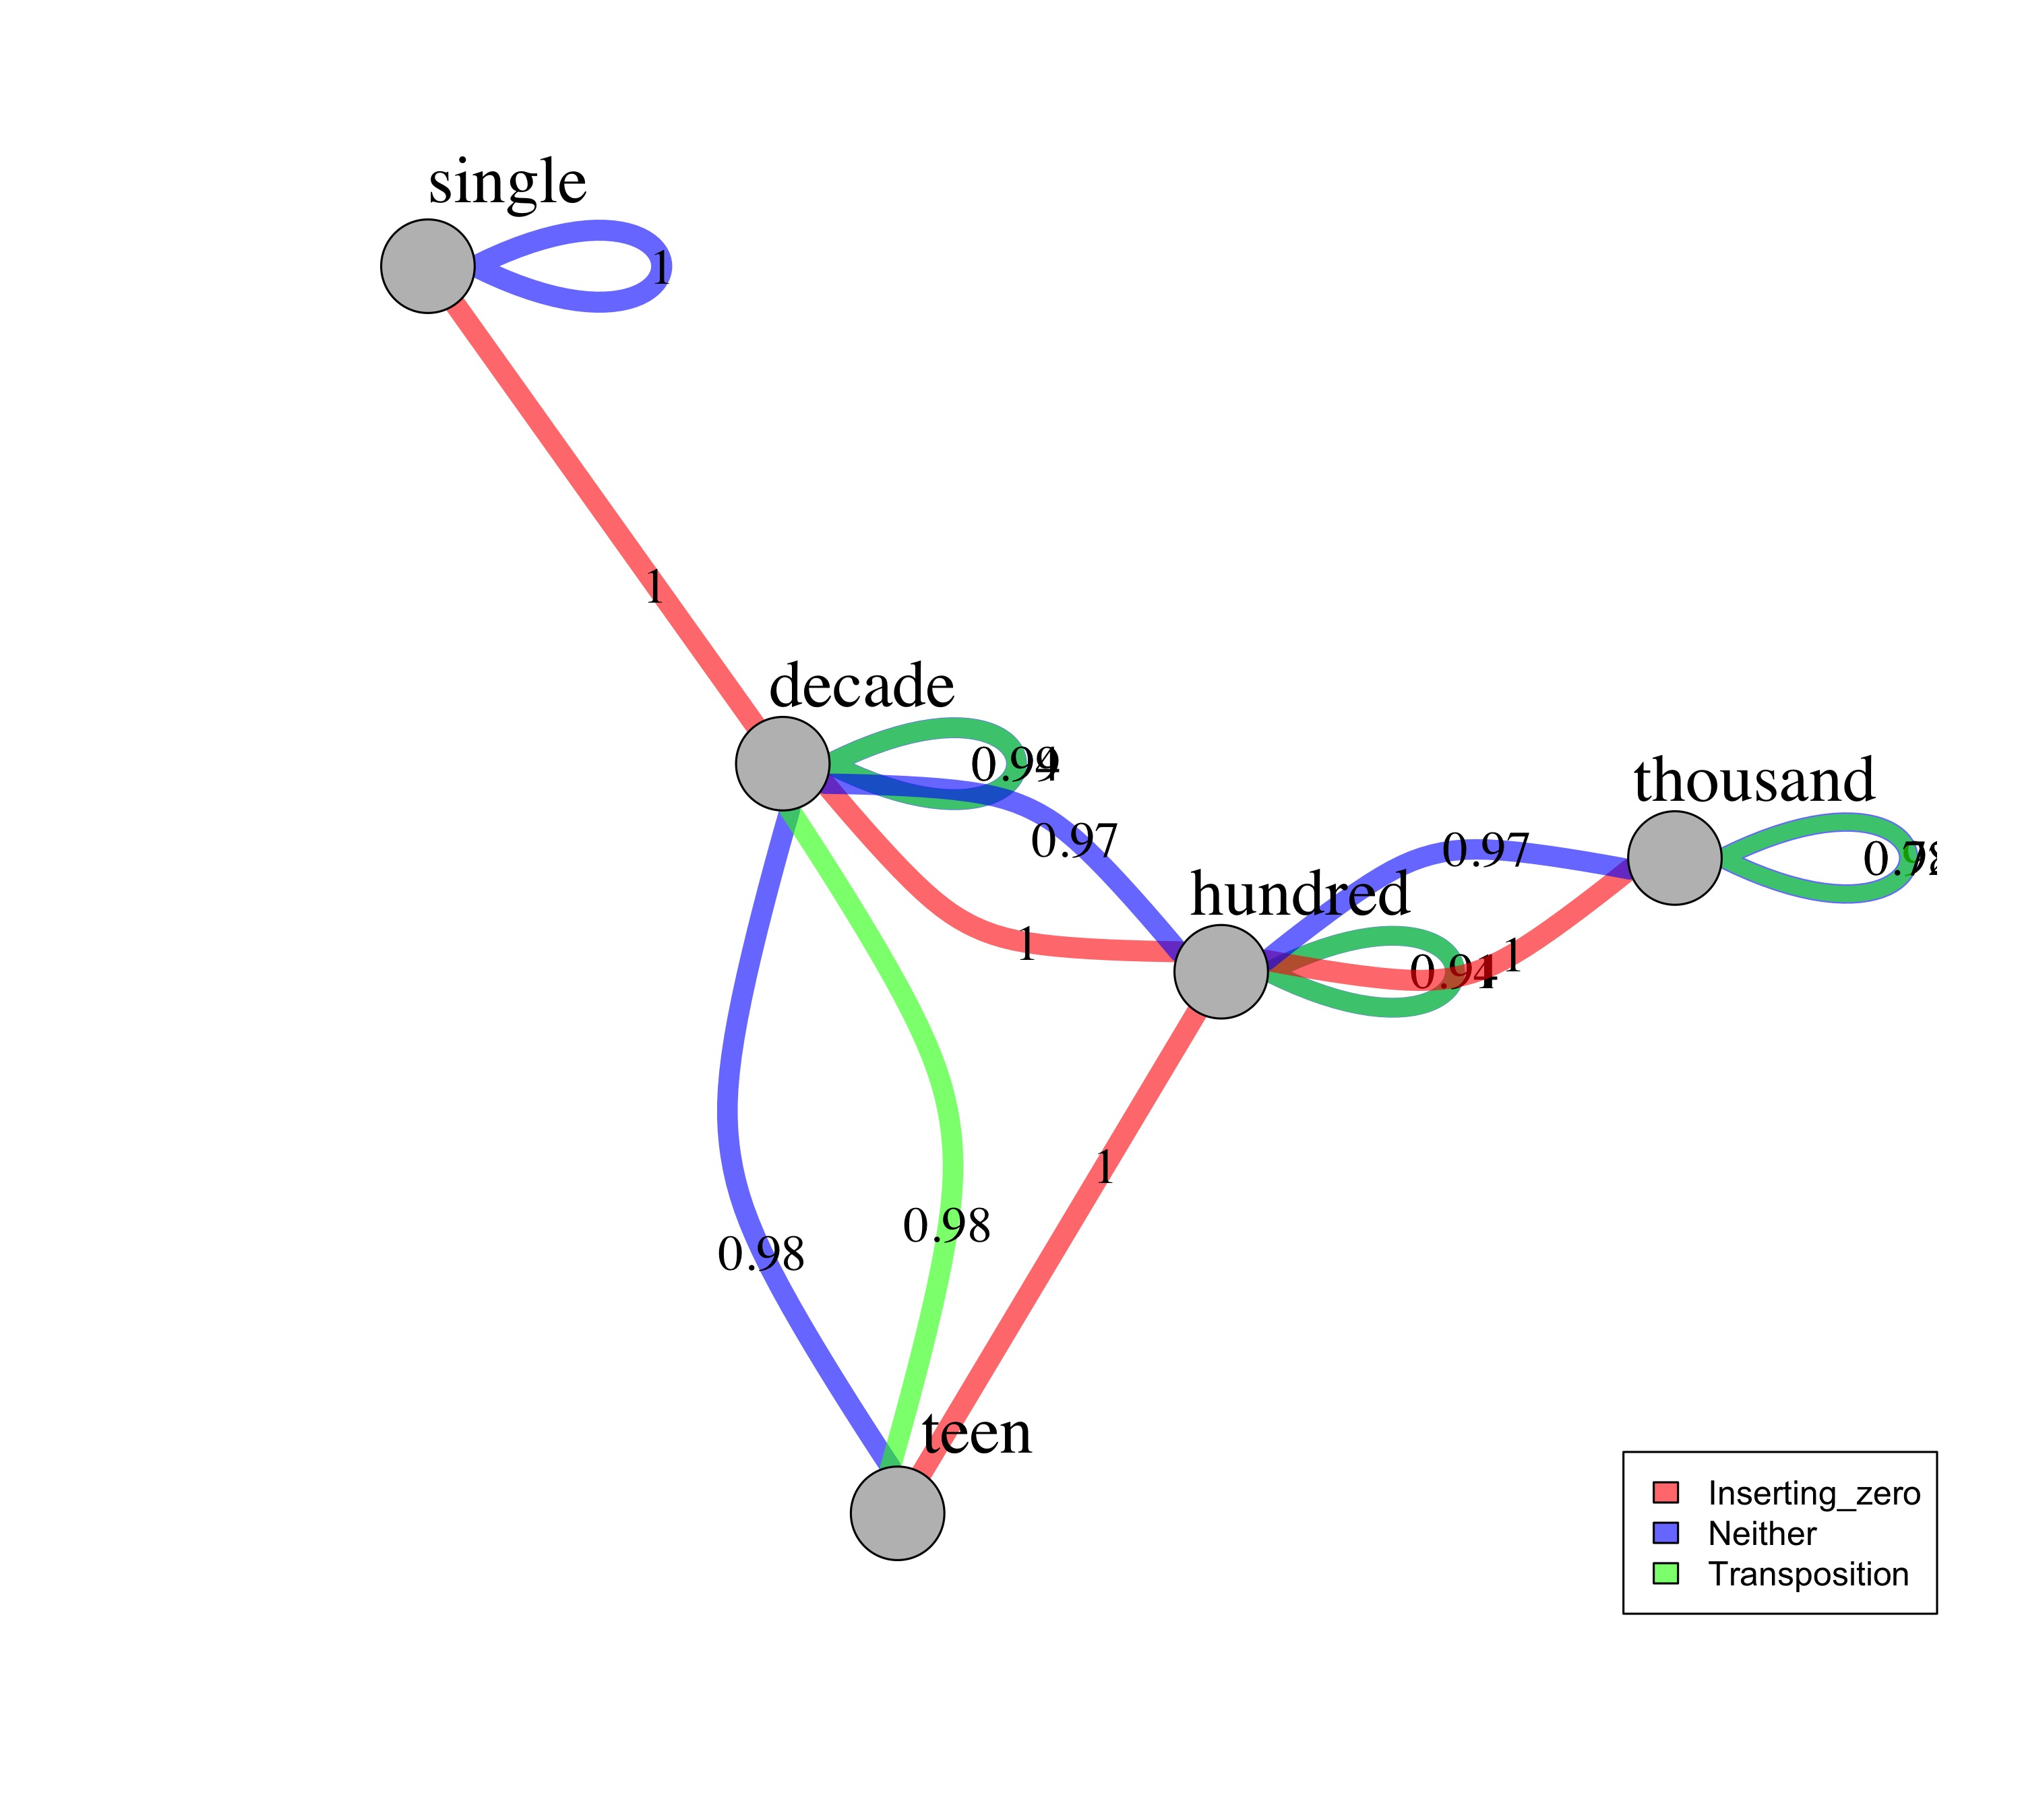 single
1
1
decade
0.97
thousand
0.97
hundred
1
1
1
0.98
0.98
teen
Inserting_zero
Neither
Transposition